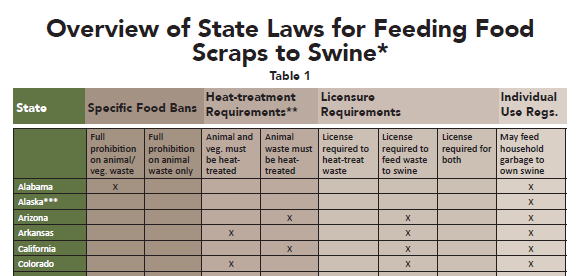 Overview of State Laws for Feeding Food
Scraps to Swine*
Table 1
State Specific Food Bans Heat-treatment Requirements** Licensure Requirements Individual Use Regs.
Full prohibition on animal/ veg. waste Full prohibition on animal waste only Animal and veg. must be heat-treated Animal waste must be heat-treated License required to heat-treat waste License required to feed waste to swine License required for both May feed household garbage to own swine
Alabama X X
Alaska*** X
Arizona X X X
Arkansas X X X
California X X X
Colorado X X X